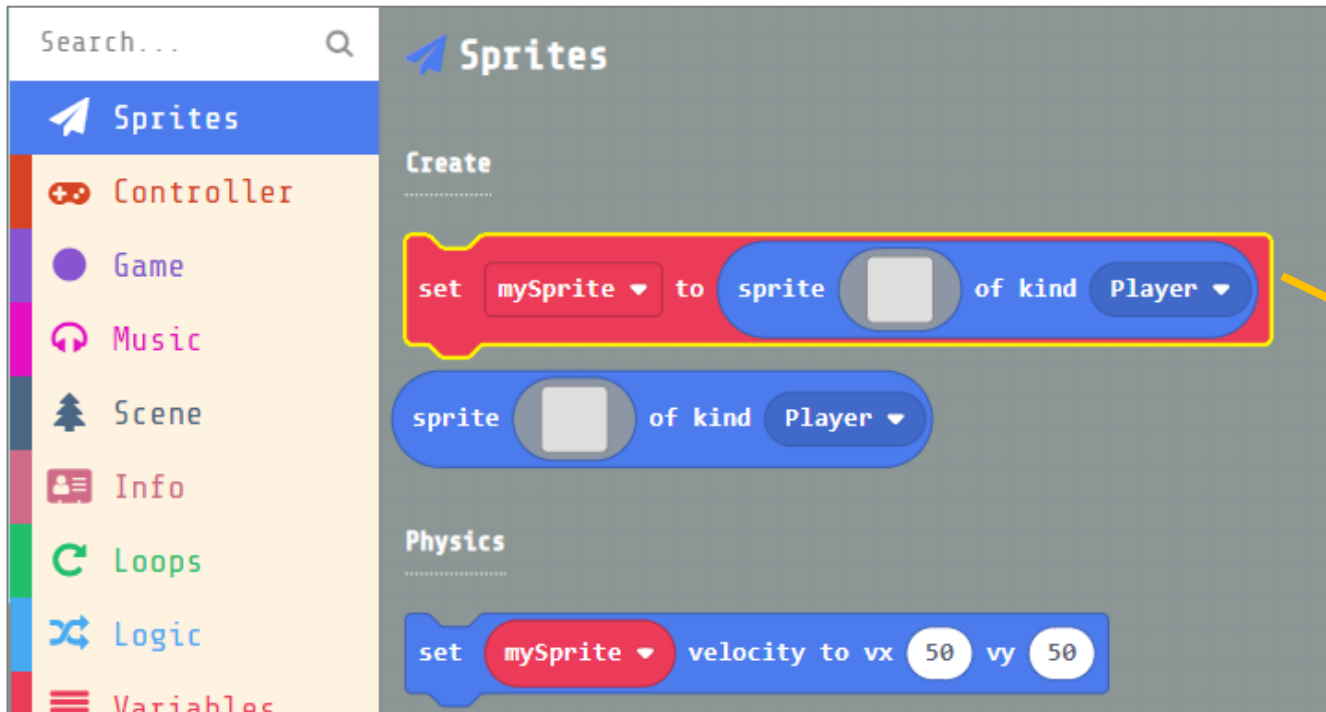 Search...
Sprites
Controller
Game
Music
Scene
Info
Loops
Logic
Variables
Sprites
Create
set mySprite to sprite of kind Player
sprite of kind Player
Physics
set mySprite velocity to vx 50 vy 50